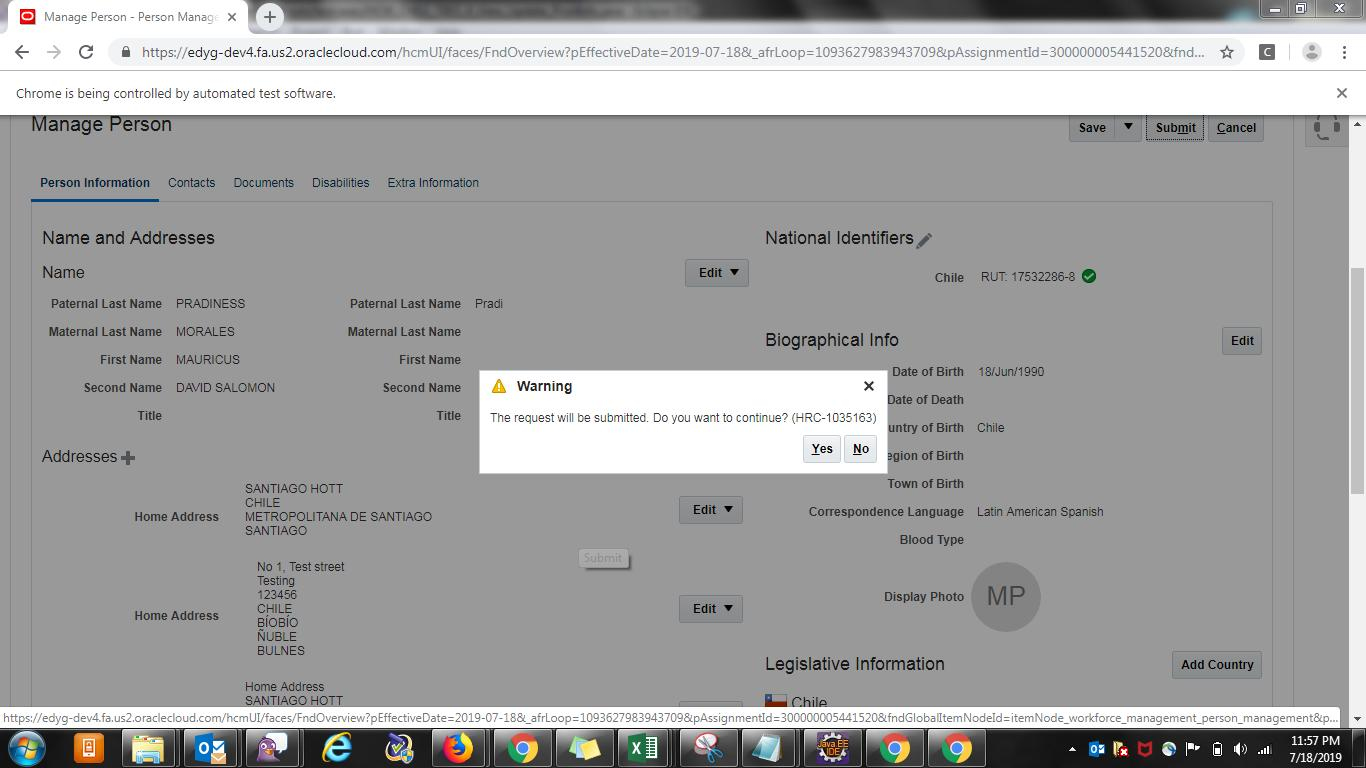 Manage Person - Person Manage
https://edyg-dev4.fa.us2.oraclecloud.com/hcmUI/faces/FndOverview?pEffectiveDate=2019-07-18&_afrLoop=1093627983943709&pAssignmentId=300000005441520&fnd...
C
Chrome is being controlled by automated test software.
Manage Person
Save
Submit
Cancel
Person Information Contacts Documents Disabilities Extra Information
Name and Addresses
Name
Edit
Paternal Last Name PRADINESS Paternal Last Name Pradi
Maternal Last Name MORALES Maternal Last Name
First Name MAURICUS First Name
Second Name DAVID SALOMON Second Name
Title Title
Addresses
Home Address
SANTIAGO HOTT
CHILE
METROPOLITANA DE SANTIAGO
SANTIAGO
Edit
Submit
Home Address
No 1, Test street
Testing
123456
CHILE
BÍOBÍO
ÑUBLE
BULNES
Edit
Home Address
SANTIAGO HOTT
National Identifiers
Chile RUT: 17532286-8
Biographical Info
Edit
Date of Birth 18/Jun/1990
Date of Death
untry of Birth Chile
egion of Birth
Town of Birth
Correspondence Language Latin American Spanish
Blood Type
Display Photo MP
Legislative Information
Add Country
Chile
Warning
The request will be submitted. Do you want to continue? (HRC-1035163)
Yes No
https://edyg-dev4.fa.us2.oraclecloud.com/hcmUI/faces/FndOverview?pEffectiveDate=2019-07-18&_afrLoop=1093627983943709&pAssignmentId=300000005441520&fndGlobalItemNodeId=itemNode_workforce_management_person_management&p...
Java EE
IDE
11:57 PM
7/18/2019